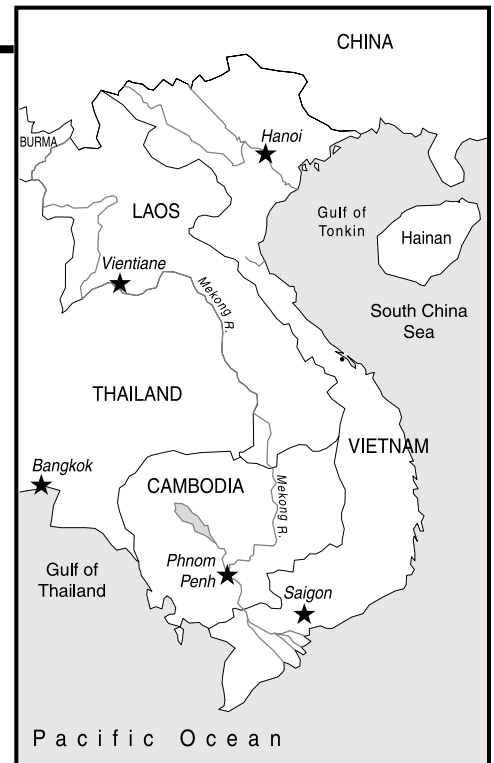 CHINA
Hanoi
BURMA
LAOS
Gulf of
Tonkin
Hainan
Vientiane
Mekong R.
South China
Sea
THAILAND
VIETNAM
Bangkok
CAMBODIA
Mekong R.
Phnom
Penh
Gulf of
Thailand
Saigon
Pacific Ocean